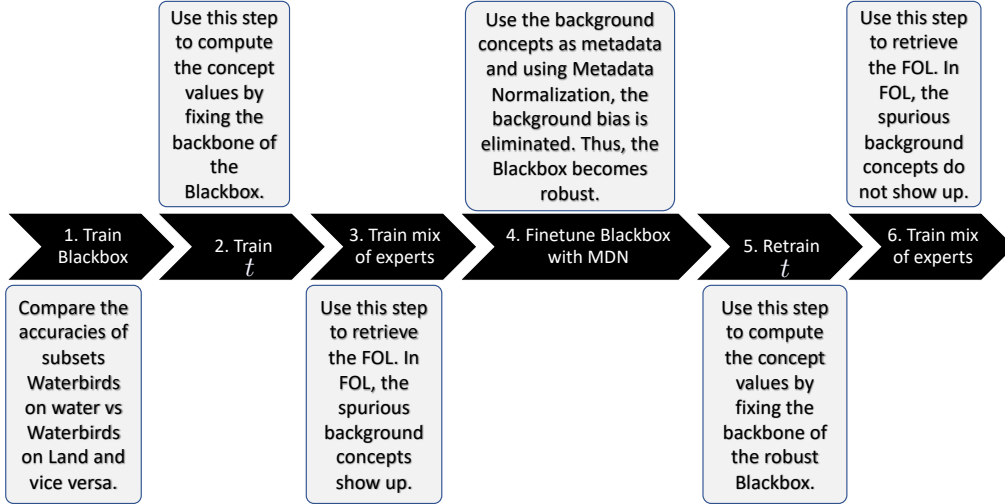 Use this step
to compute
the concept
values by
fixing the
backbone of
the
Blackbox.
Use the background
concepts as metadata
and using Metadata
Normalization, the
background bias is
eliminated. Thus, the
Blackbox becomes
robust.
Use this step
to retrieve
the FOL. In
FOL, the
spurious
background
concepts do
not show up.
1. Train
Blackbox
2. Train
t
3. Train mix
of experts
4. Finetune Blackbox
with MDN
5. Retrain
t
6. Train mix
of experts
Compare the
accuracies of
subsets
Waterbirds
on water vs
Waterbirds
on Land and
vice versa.
Use this step
to retrieve
the FOL. In
FOL, the
spurious
background
concepts
show up.
Use this step
to compute
the concept
values by
fixing the
backbone of
the robust
Blackbox.